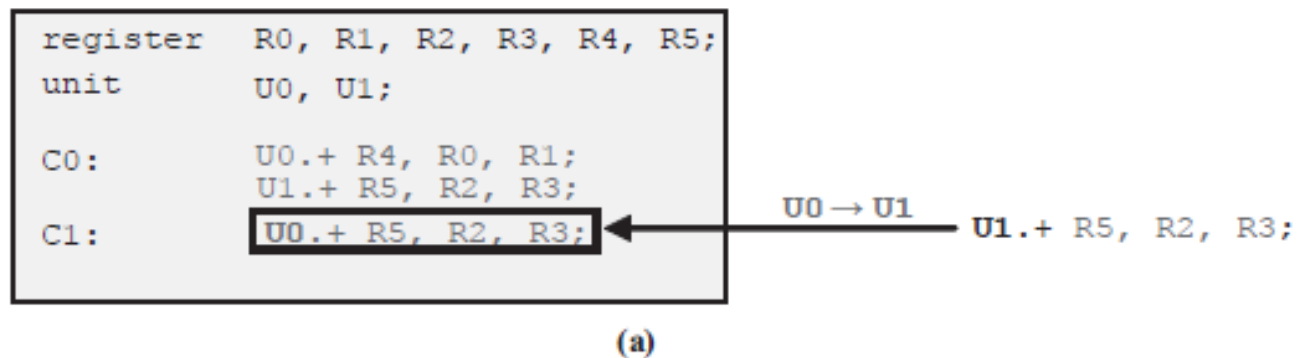 register R0, R1, R2, R3, R4, R5;
unit U0, U1;
C0: U0.+ R4, R0, R1;
U1.+ R5, R2, R3;
C1: U0.+ R5, R2, R3;
U0 → U1
U1.+ R5, R2, R3;
(a)